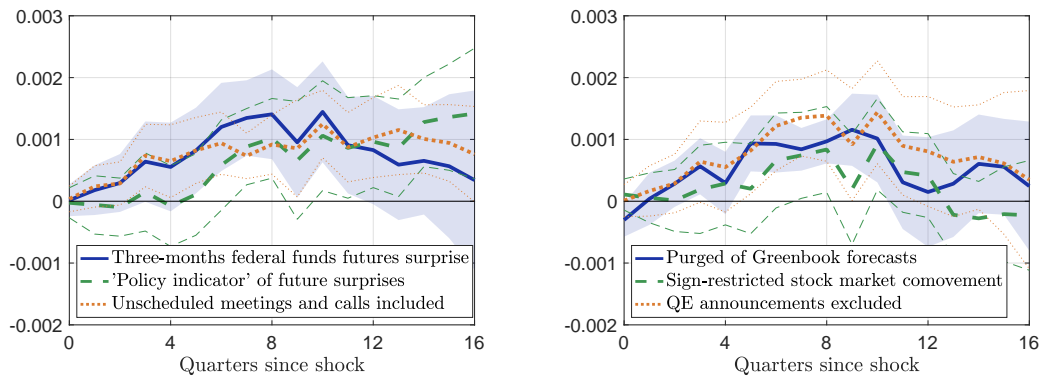 0.003
0.002
0.001
0
-0.001
-0.002
Three-months federal funds futures surprise
'Policy indicator' of future surprises
Unscheduled meetings and calls included
0 4 8 12 16
Quarters since shock
0.003
0.002
0.001
0
-0.001
-0.002
Purged of Greenbook forecasts
Sign-restricted stock market comovement
QE announcements excluded
0 4 8 12 16
Quarters since shock